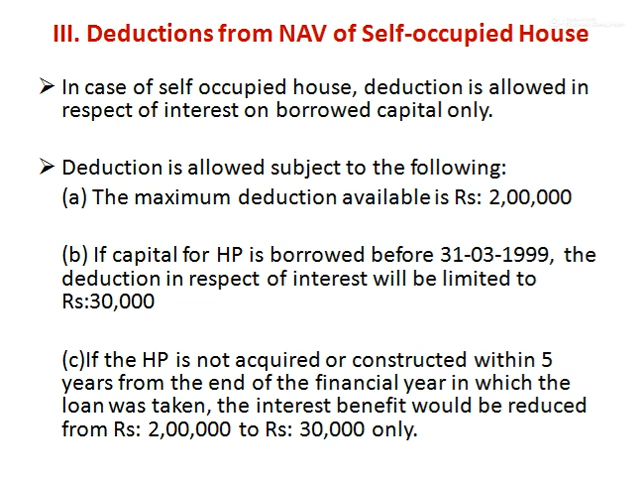 III. Deductions from NAV of Self-occupied House
➢ In case of self occupied house, deduction is allowed in
respect of interest on borrowed capital only.
➢ Deduction is allowed subject to the following:
(a) The maximum deduction available is Rs: 2,00,000
(b) If capital for HP is borrowed before 31-03-1999, the
deduction in respect of interest will be limited to
Rs:30,000
(c)If the HP is not acquired or constructed within 5
years from the end of the financial year in which the
loan was taken, the interest benefit would be reduced
from Rs: 2,00,000 to Rs: 30,000 only.